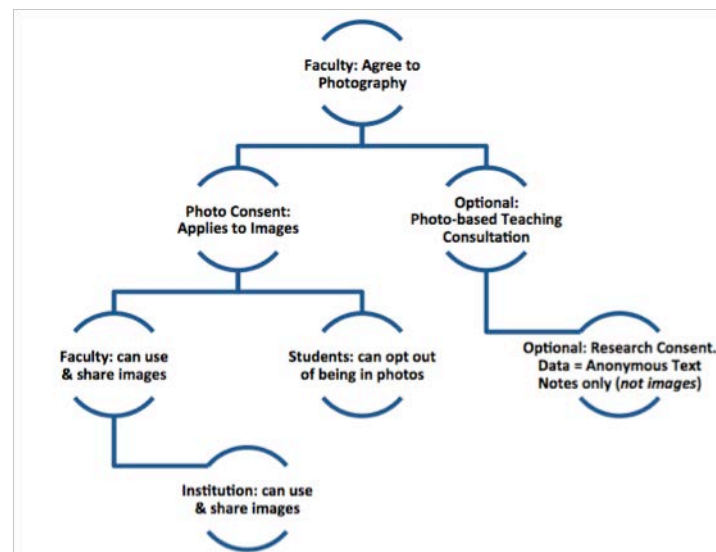 Faculty: Agree to
Photography
Photo Consent:
Applies to Images
Optional:
Photo-based Teaching
Consultation
Faculty: can use
& share images
Students: can opt out
of being in photos
Optional: Research Consent.
Data = Anonymous Text
Notes only (not images)
Institution: can use
& share images